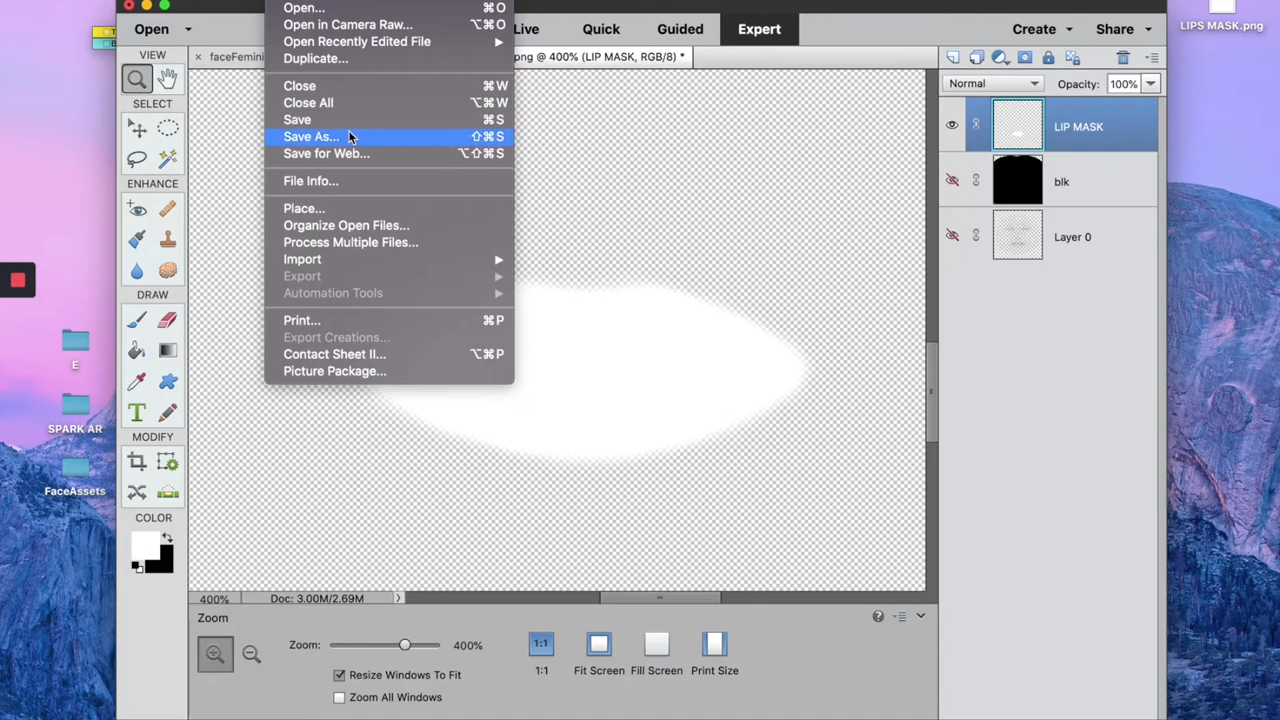 Open
Live
Quick
Guided
Expert
Create
Share
LIPS MASK.png
faceFemini
png @ 400% (LIP MASK, RGB/8) *
Open... ⌘O
Open in Camera Raw... ⌥⌘O
Open Recently Edited File
Duplicate...
Close ⌘W
Close All ⌥⌘W
Save ⌘S
Save As... ⇧⌘S
Save for Web... ⌥⇧⌘S
File Info...
Place...
Organize Open Files...
Process Multiple Files...
Import
Export
Automation Tools
Print... ⌘P
Export Creations...
Contact Sheet II... ⌥⌘P
Picture Package...
VIEW
SELECT
ENHANCE
DRAW
T
MODIFY
COLOR
Normal
Opacity: 100%
LIP MASK
blk
Layer 0
E
SPARK AR
FaceAssets
400%
Doc: 3.00M/2.69M
Zoom
Zoom: 400%
1:1
1:1
Fit Screen
Fill Screen
Print Size
Resize Windows To Fit
Zoom All Windows